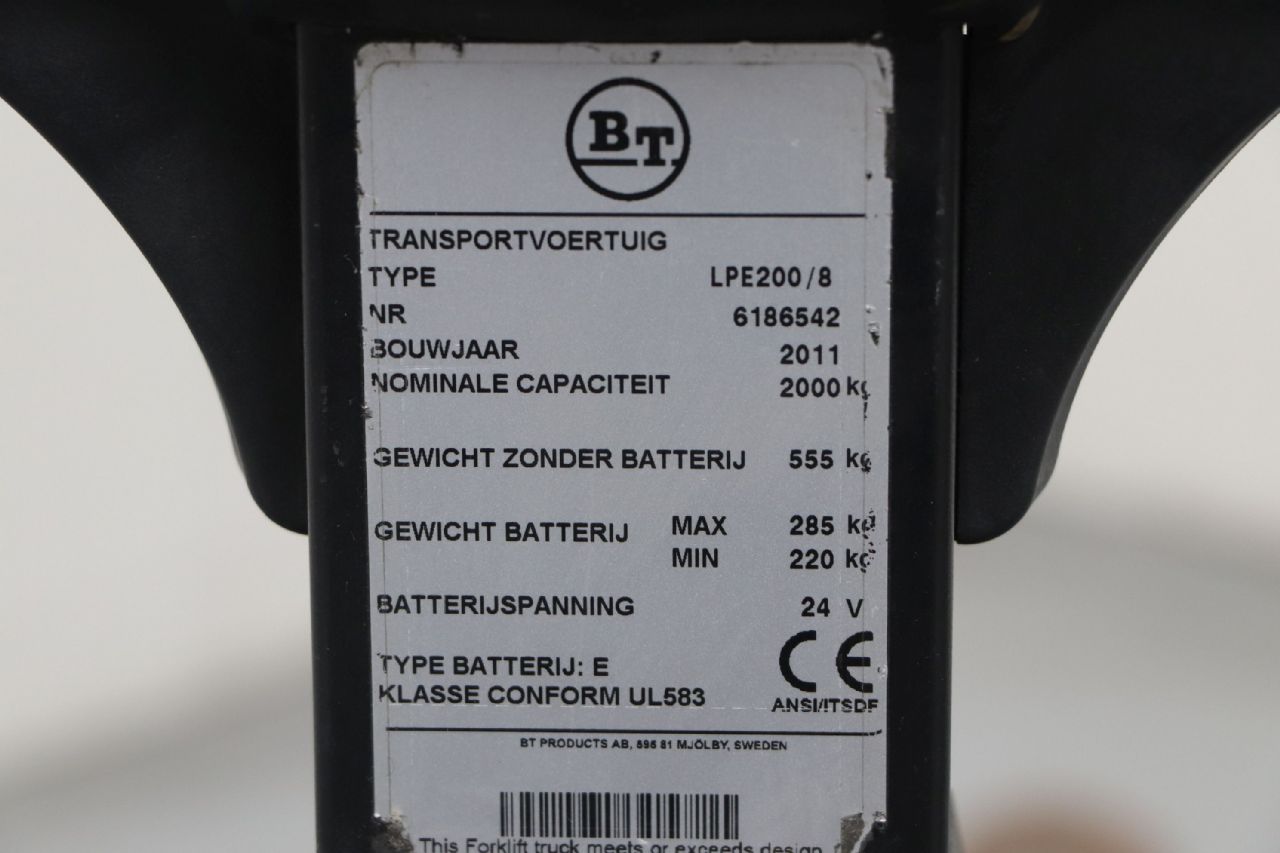 BT
TRANSPORTVOERTUIG
TYPE LPE200/8
NR 6186542
BOUWJAAR 2011
NOMINALE CAPACITEIT 2000 kg
GEWICHT ZONDER BATTERIJ 555 kg
GEWICHT BATTERIJ MAX 285 kg
MIN 220 kg
BATTERIJSPANNING 24 V
TYPE BATTERIJ: E
KLASSE CONFORM UL583
CE
ANSI/ITSDF
BT PRODUCTS AB, 595 81 MJÖLBY, SWEDEN
This Forklift truck meets or exceeds design